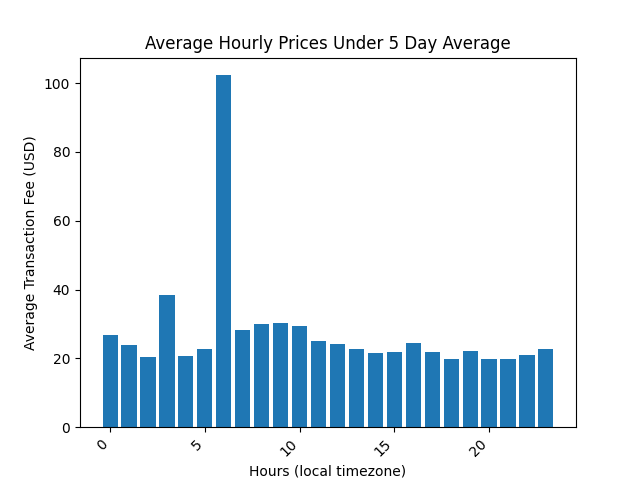 Average Hourly Prices Under 5 Day Average
Average Transaction Fee (USD)
100
80
60
40
20
0
0 5 10 15 20
Hours (local timezone)